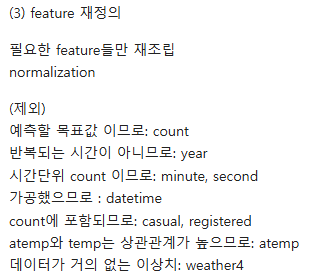 (3) feature 재정의
필요한 feature들만 재조립
normalization
(제외)
예측할 목표값 이므로: count
반복되는 시간이 아니므로: year
시간단위 count 이므로: minute, second
가공했으므로 : datetime
count에 포함되므로: casual, registered
atemp와 temp는 상관관계가 높으므로: atemp
데이터가 거의 없는 이상치: weather4